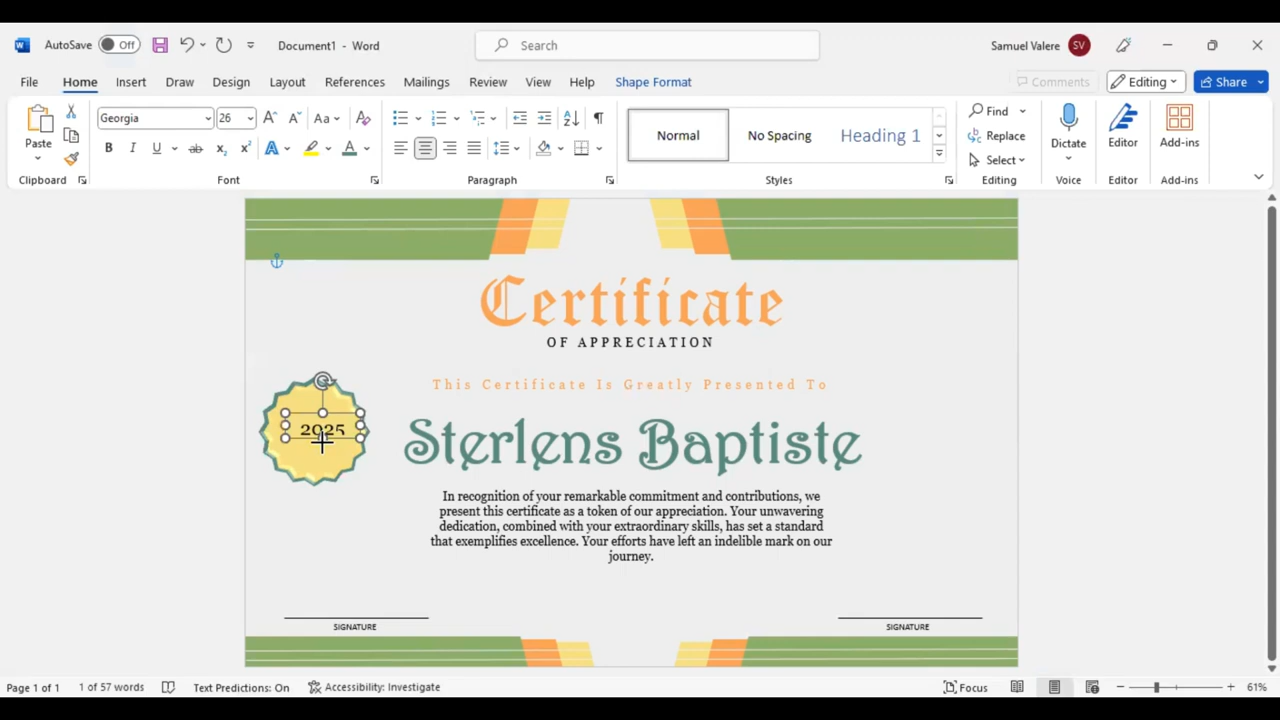 AutoSave Off Document1 - Word Search Samuel Valere SV
File Home Insert Draw Design Layout References Mailings Review View Help Shape Format Comments Editing Share
Paste Georgia 26 Aa Normal No Spacing Heading 1 Find Replace Select Dictate Editor Add-ins
Clipboard Font Paragraph Styles Editing Voice Editor Add-ins
Certificate
OF APPRECIATION
This Certificate Is Greatly Presented To
2025
Sterlens Baptiste
In recognition of your remarkable commitment and contributions, we
present this certificate as a token of our appreciation. Your unwavering
dedication, combined with your extraordinary skills, has set a standard
that exemplifies excellence. Your efforts have left an indelible mark on our
journey.
SIGNATURE SIGNATURE
Page 1 of 1 1 of 57 words Text Predictions: On Accessibility: Investigate Focus 61%